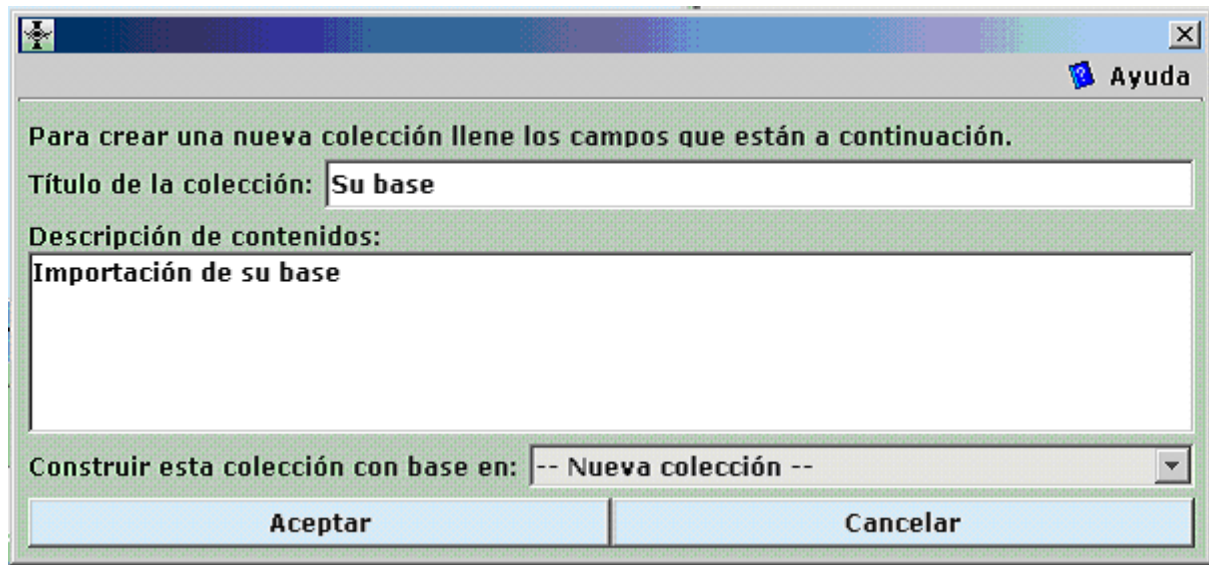 Ayuda
Para crear una nueva colección llene los campos que están a continuación.
Título de la colección: Su base
Descripción de contenidos:
Importación de su base
Construir esta colección con base en: -- Nueva colección --
Aceptar Cancelar